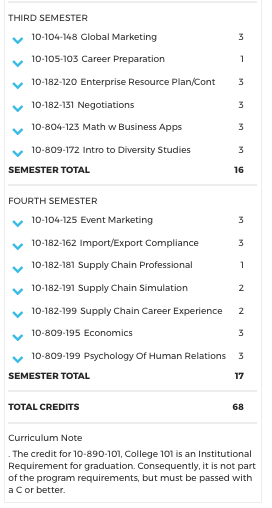 THIRD SEMESTER
10-104-148 Global Marketing 3
10-105-103 Career Preparation 1
10-182-120 Enterprise Resource Plan/Cont 3
10-182-131 Negotiations 3
10-804-123 Math w Business Apps 3
10-809-172 Intro to Diversity Studies 3
SEMESTER TOTAL 16
FOURTH SEMESTER
10-104-125 Event Marketing 3
10-182-162 Import/Export Compliance 3
10-182-181 Supply Chain Professional 1
10-182-191 Supply Chain Simulation 2
10-182-199 Supply Chain Career Experience 2
10-809-195 Economics 3
10-809-199 Psychology Of Human Relations 3
SEMESTER TOTAL 17
TOTAL CREDITS 68
Curriculum Note
. The credit for 10-890-101, College 101 is an Institutional
Requirement for graduation. Consequently, it is not part
of the program requirements, but must be passed with
a C or better.